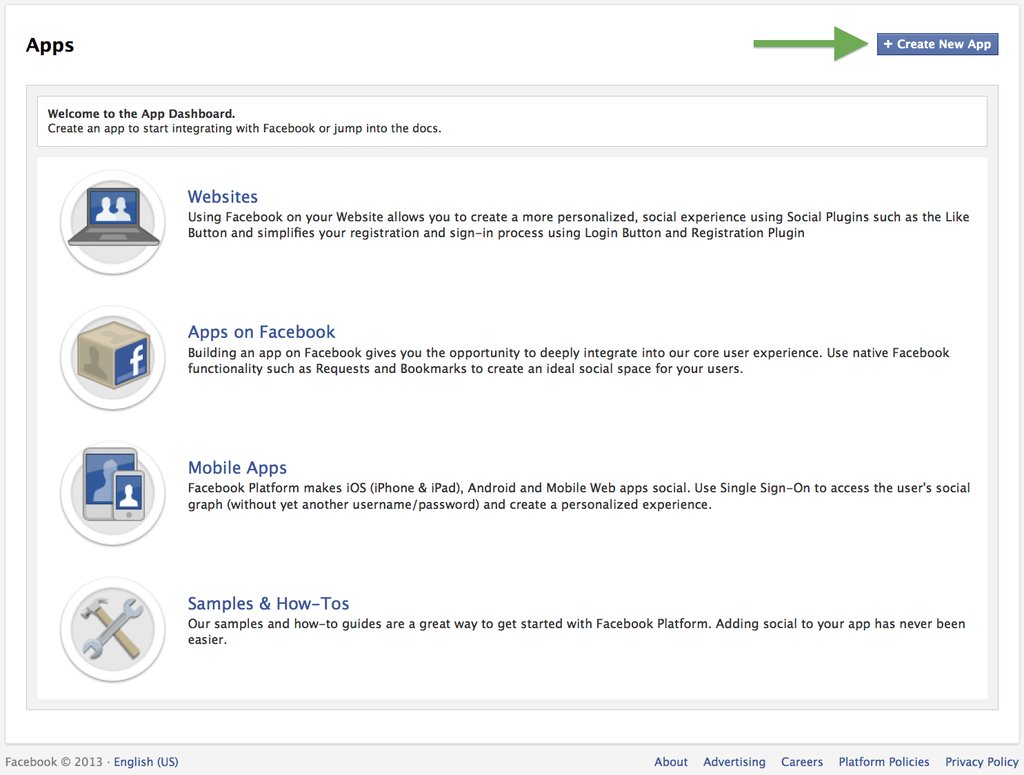 Apps
+ Create New App
Welcome to the App Dashboard.
Create an app to start integrating with Facebook or jump into the docs.
Websites
Using Facebook on your Website allows you to create a more personalized, social experience using Social Plugins such as the Like
Button and simplifies your registration and sign-in process using Login Button and Registration Plugin
Apps on Facebook
Building an app on Facebook gives you the opportunity to deeply integrate into our core user experience. Use native Facebook
functionality such as Requests and Bookmarks to create an ideal social space for your users.
Mobile Apps
Facebook Platform makes iOS (iPhone & iPad), Android and Mobile Web apps social. Use Single Sign-On to access the user's social
graph (without yet another username/password) and create a personalized experience.
Samples & How-Tos
Our samples and how-to guides are a great way to get started with Facebook Platform. Adding social to your app has never been
easier.
Facebook © 2013 · English (US) About Advertising Careers Platform Policies Privacy Policy